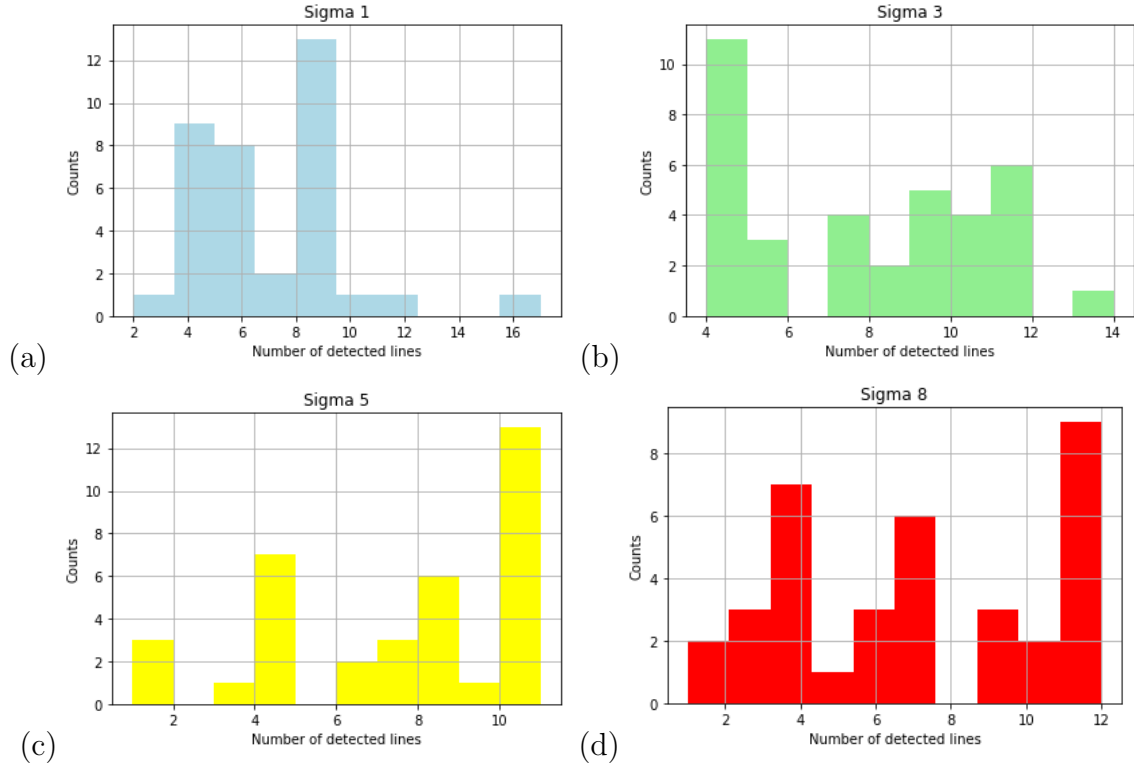 Sigma 1
12
10
8
6
4
2
0
Counts
2 4 6 8 10 12 14 16
Number of detected lines
(a)
Sigma 3
10
8
6
4
2
0
Counts
4 6 8 10 12 14
Number of detected lines
(b)
Sigma 5
12
10
8
6
4
2
0
Counts
2 4 6 8 10
Number of detected lines
(c)
Sigma 8
8
6
4
2
0
Counts
2 4 6 8 10 12
Number of detected lines
(d)